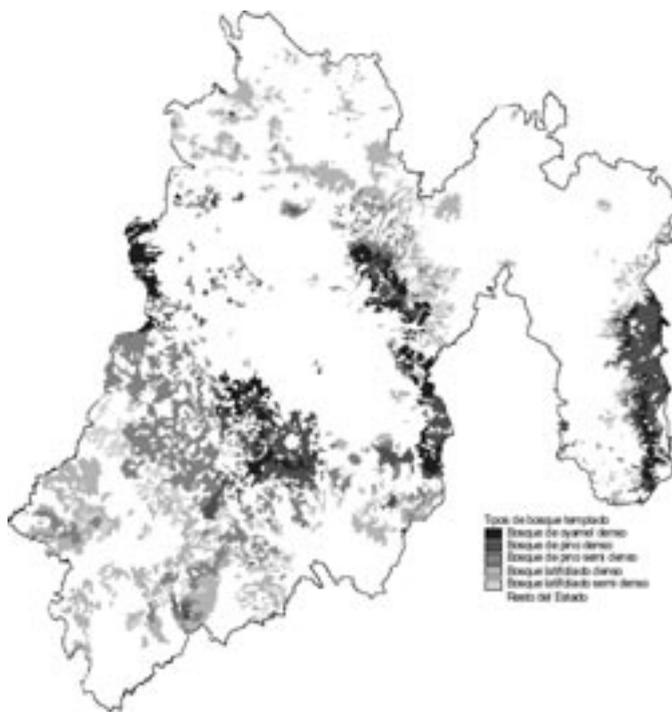 Tipos de bosque templado
Bosque de oyamel denso
Bosque de pino denso
Bosque de pino semi denso
Bosque latifoliado denso
Bosque latifoliado semi denso
Resto del Estado